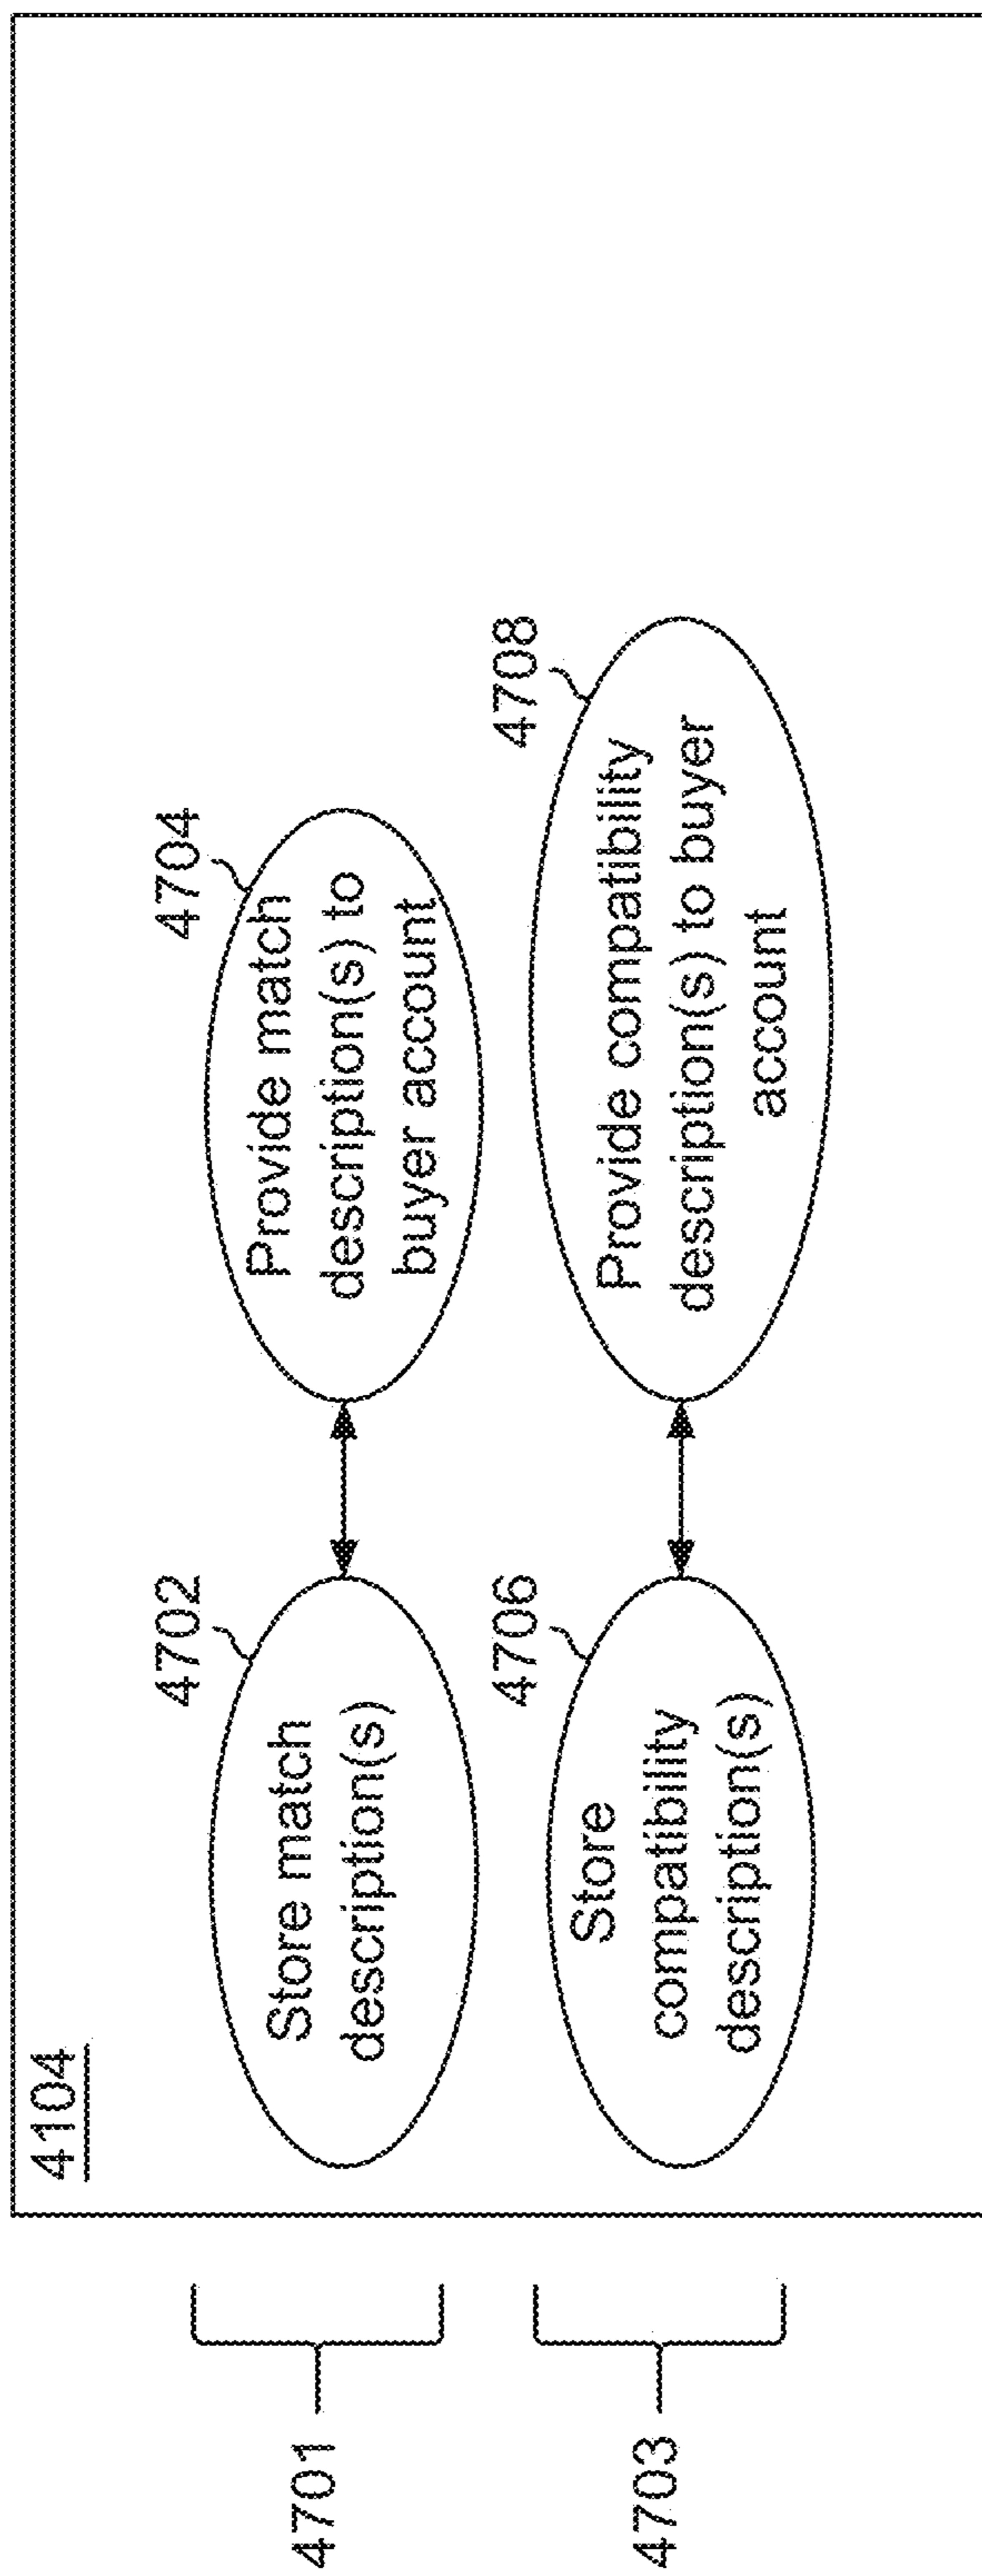 4104
4701
4702
Store match
description(s)
4704
Provide match
description(s) to
buyer account
4703
4706
Store
compatibility
description(s)
4708
Provide compatibility
description(s) to buyer
account